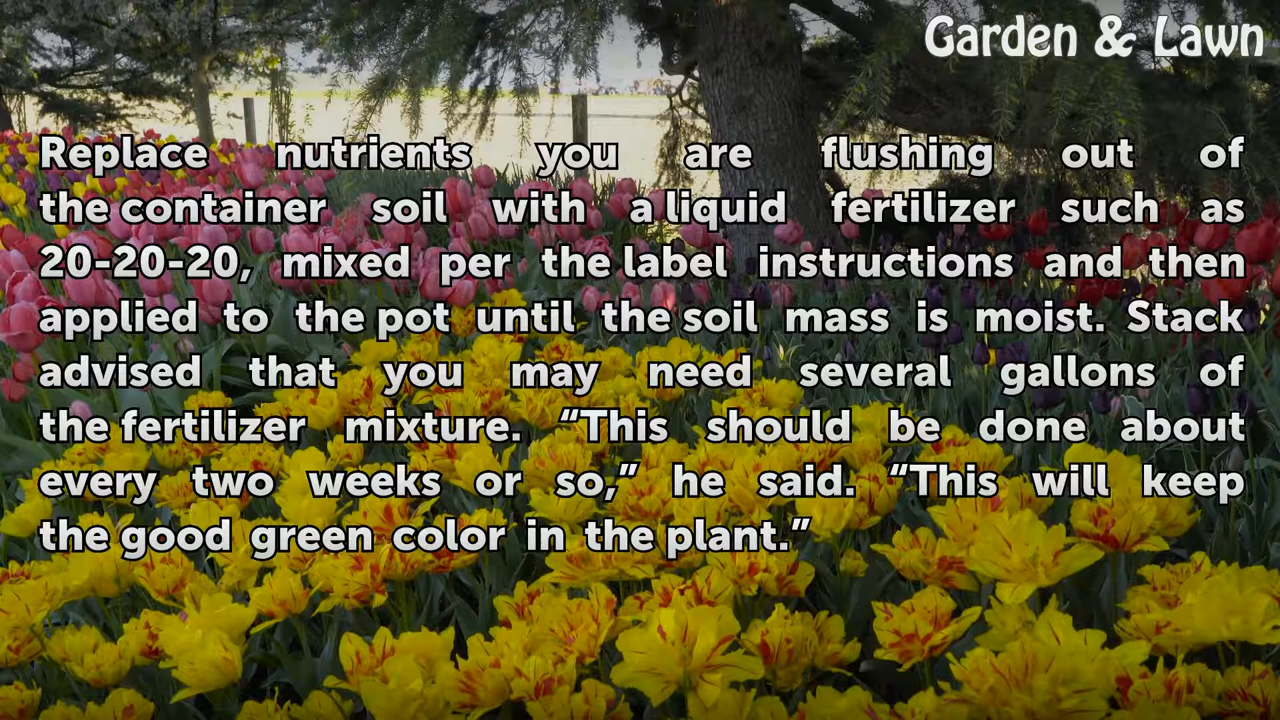 Garden & Lawn
Replace nutrients you are flushing out of
the container soil with a liquid fertilizer such as
20-20-20, mixed per the label instructions and then
applied to the pot until the soil mass is moist. Stack
advised that you may need several gallons of
the fertilizer mixture. “This should be done about
every two weeks or so,” he said. “This will keep
the good green color in the plant.”